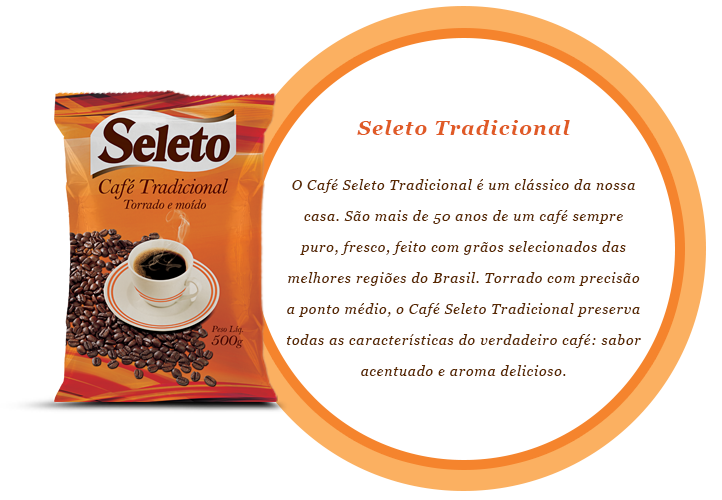 Seleto
Café Tradicional
Torrado e moído
Peso Líq.
500g
Seleto Tradicional
O Café Seleto Tradicional é um clássico da nossa
casa. São mais de 50 anos de um café sempre
puro, fresco, feito com grãos selecionados das
melhores regiões do Brasil. Torrado com precisão
a ponto médio, o Café Seleto Tradicional preserva
todas as características do verdadeiro café: sabor
acentuado e aroma delicioso.